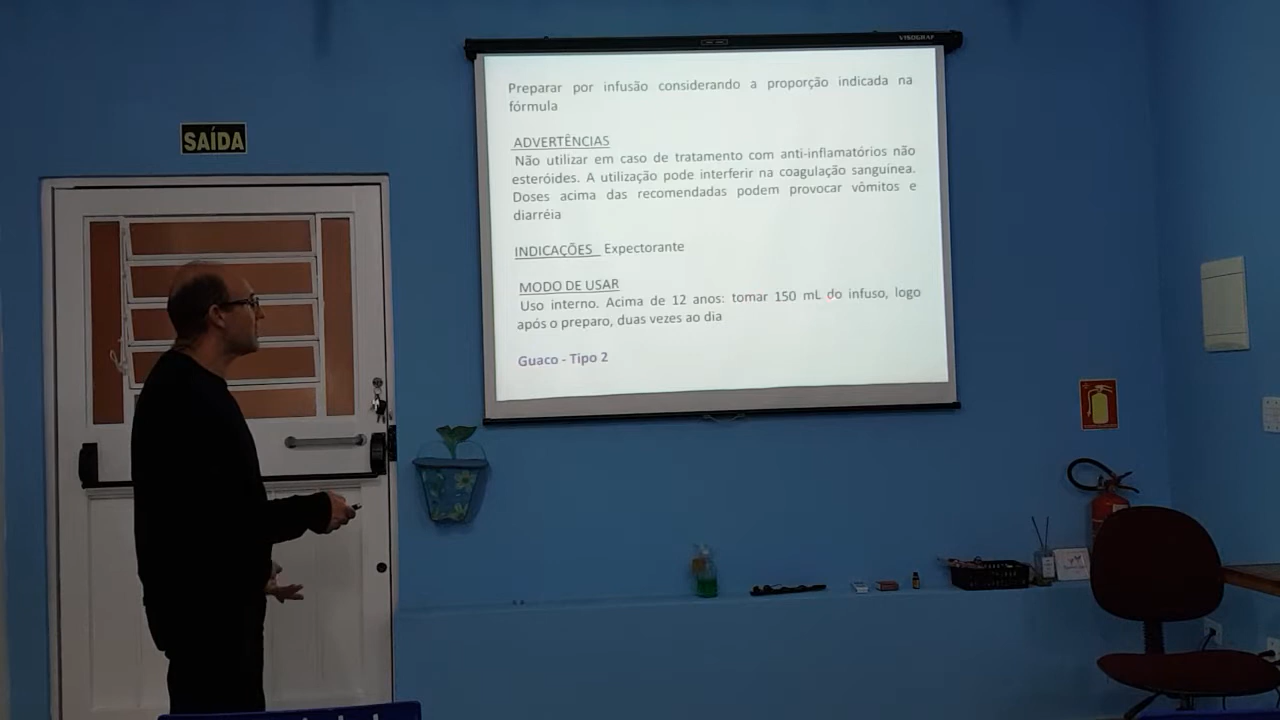 VISOGRAF
Preparar por infusão considerando a proporção indicada na
fórmula
ADVERTÊNCIAS
Não utilizar em caso de tratamento com anti-inflamatórios não
esteróides. A utilização pode interferir na coagulação sanguínea.
Doses acima das recomendadas podem provocar vômitos e
diarréia
INDICAÇÕES Expectorante
MODO DE USAR
Uso interno. Acima de 12 anos: tomar 150 mL do infuso, logo
após o preparo, duas vezes ao dia
Guaco - Tipo 2
SAÍDA